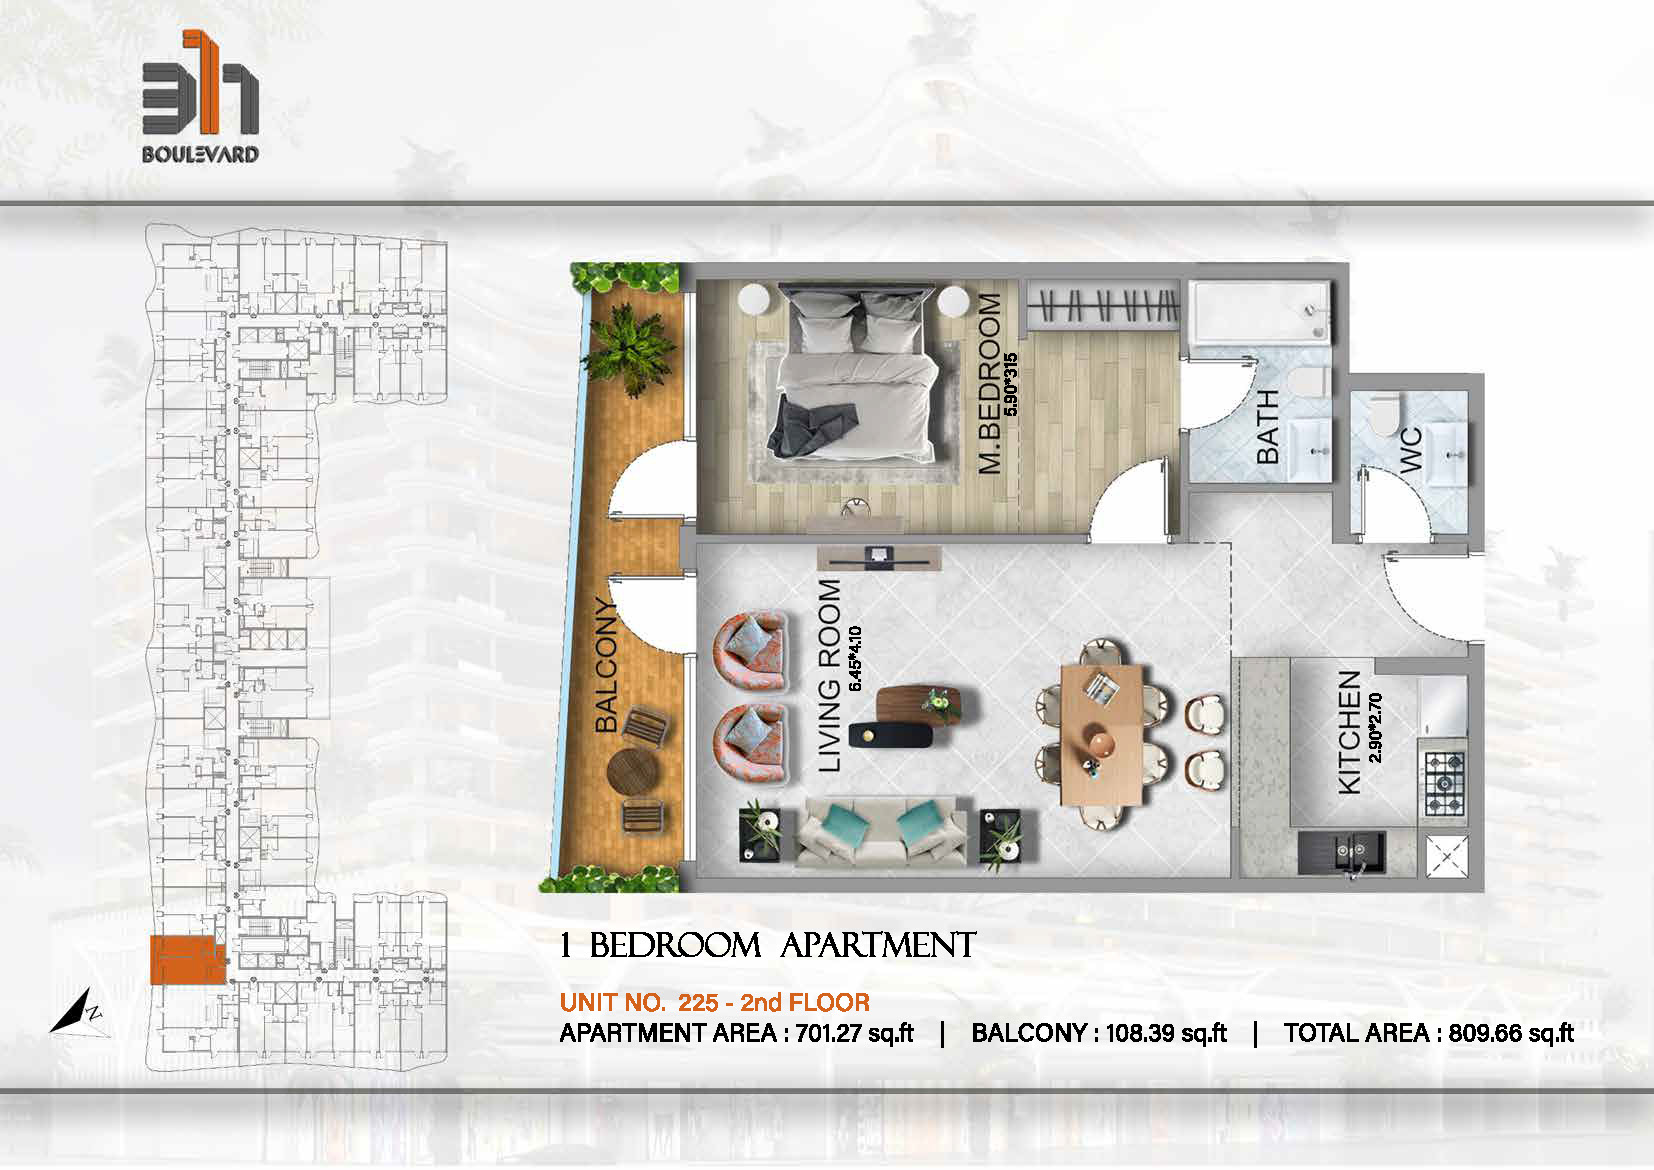 311
BOULEVARD
M.BEDROOM
5.90*315
BATH
WC
BALCONY
LIVING ROOM
6.45*4.10
KITCHEN
2.90*2.70
1 BEDROOM APARTMENT
UNIT NO. 225 - 2nd FLOOR
APARTMENT AREA : 701.27 sq.ft | BALCONY : 108.39 sq.ft | TOTAL AREA : 809.66 sq.ft
N